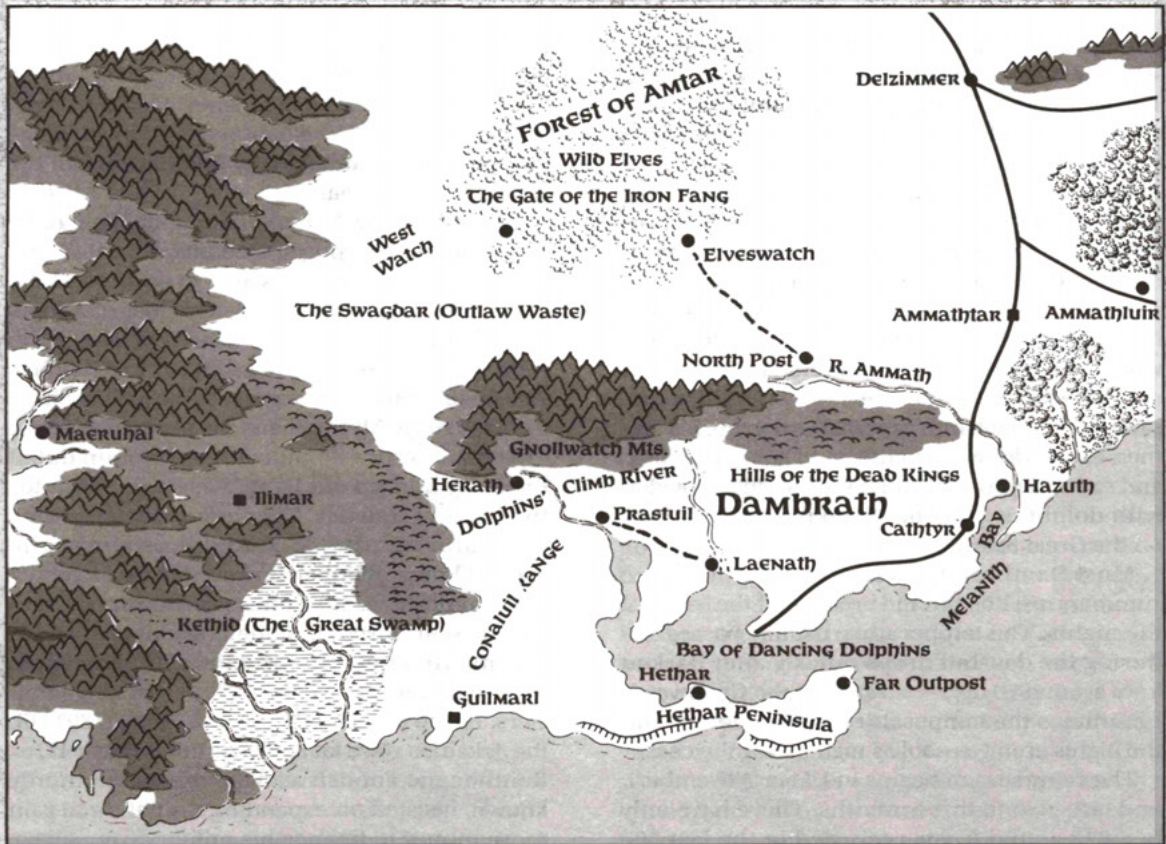 Delzimmer
Forest of Amtar
Wild Elves
The Gate of the Iron Fang
West
Watch
Elveswatch
The Swagdar (Outlaw Waste)
Ammathtar
Ammathluir
North Post
R. Ammath
Maeruhal
Gnollwatch Mts.
Herath
Dolphins'
Climb River
Hills of the Dead Kings
Dambrath
Hazuth
Ilimar
Prastuil
Cathtyr
Laenath
Melanith Bay
Conaluil tange
Kethid (The Great Swamp)
Bay of Dancing Dolphins
Hethar
Far Outpost
Guilmarl
Hethar Peninsula